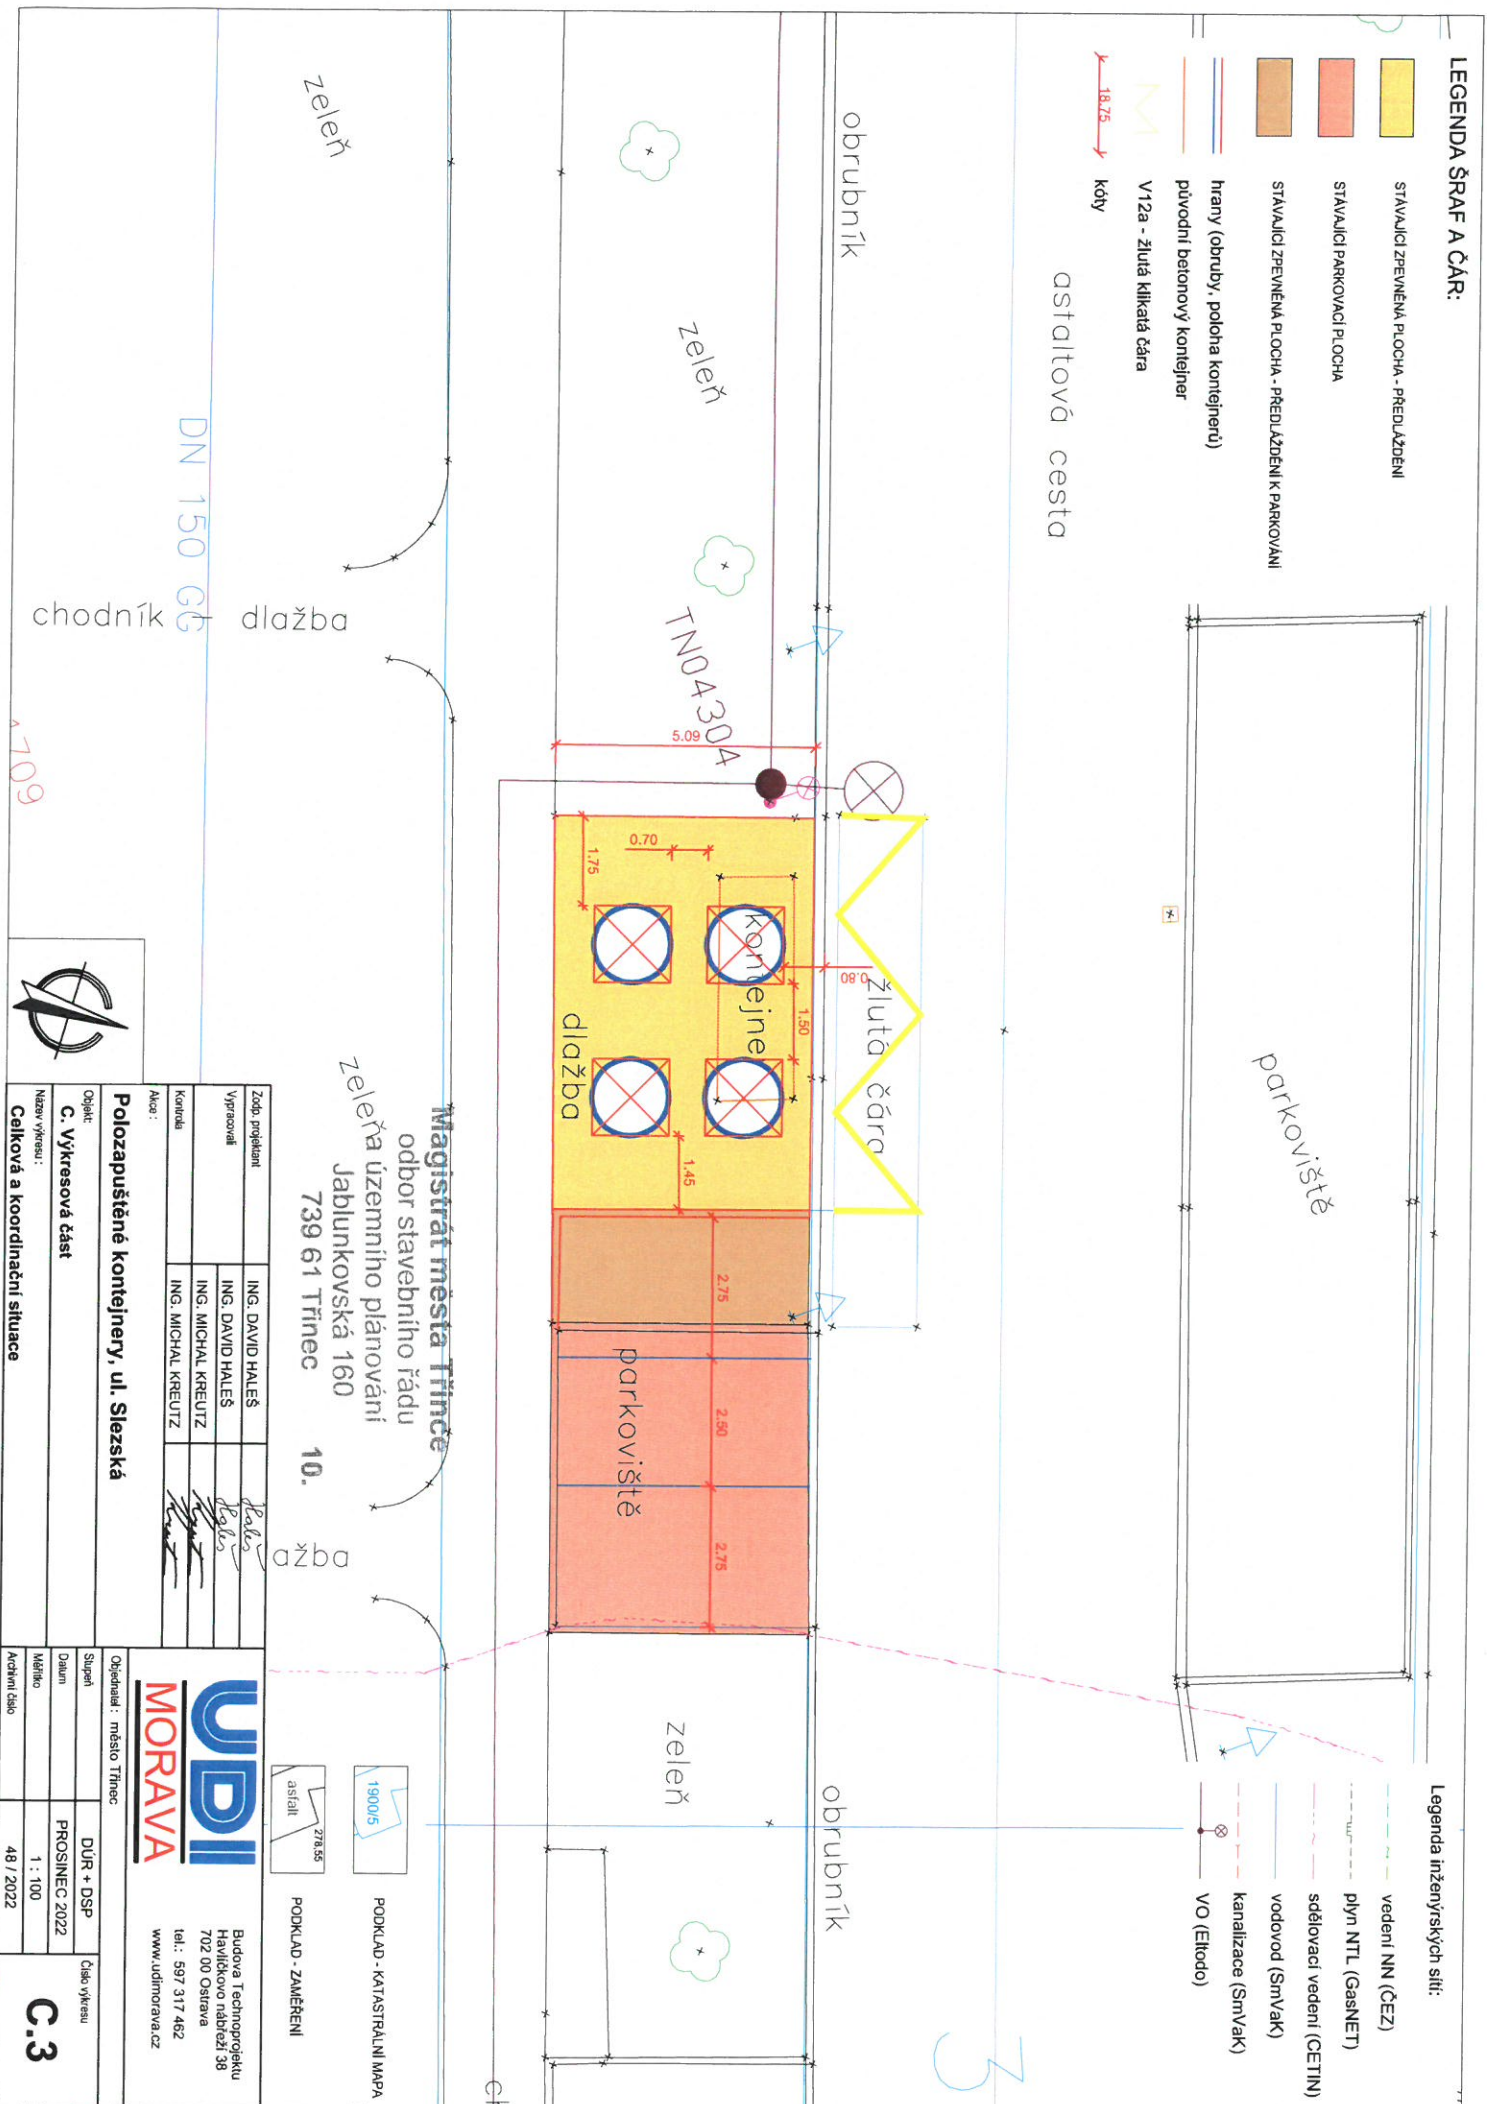 LEGENDA ŠRAF A ČAR:
STÁVAJÍCÍ ZPEVNĚNÁ PLOCHA - PŘEDLÁŽDĚNÍ
STÁVAJÍCÍ PARKOVACÍ PLOCHA
STÁVAJÍCÍ ZPEVNĚNÁ PLOCHA - PŘEDLÁŽDĚNÍ K PARKOVÁNÍ
hrany (obruby, poloha kontejnerů)
původní betonový kontejner
V12a - žlutá klikatá čára
18.75
kóty
Legenda inženýrských sítí:
vedení NN (ČEZ)
plyn NTL (GasNET)
sdělovací vedení (CETIN)
vodovod (SmVaK)
kanalizace (SmVaK)
VO (Eltodo)
parkoviště
astaltová cesta
3
obrubník
žlutá čára
obrubník
zeleň
TN04304
5.09
0.70
1.75
kontejne
0.80
1.50
dlažba
1.45
2.75
2.50
2.75
parkoviště
zeleň
zeleň
zeleň
DN 150 GG
chodník - dlažba
ažba
Magistrát města Třince
odbor stavebního řádu
a územního plánování
Jablunkovská 160
739 61 Třinec
10.
PODKLAD - KATASTRÁLNÍ MAPA
1900/5
PODKLAD - ZAMĚŘENÍ
asfalt
278.55
Zodp. projektant
ING. DAVID HALEŠ
Vypracovali
ING. DAVID HALEŠ
ING. MICHAL KREUTZ
Kontrola
ING. MICHAL KREUTZ
UDI
MORAVA
Budova Technoprojektu
Havlíčkovo nábřeží 38
702 00 Ostrava
tel.: 597 317 462
www.udimorava.cz
Akce :
Polozapuštěné kontejnery, ul. Slezská
Objednatel : město Třinec
Objekt:
C. Výkresová část
Název výkresu :
Celková a koordinační situace
Stupeň
DÚR + DSP
Datum
PROSINEC 2022
Měřítko
1 : 100
Archivní číslo
48 / 2022
Číslo výkresu
C.3